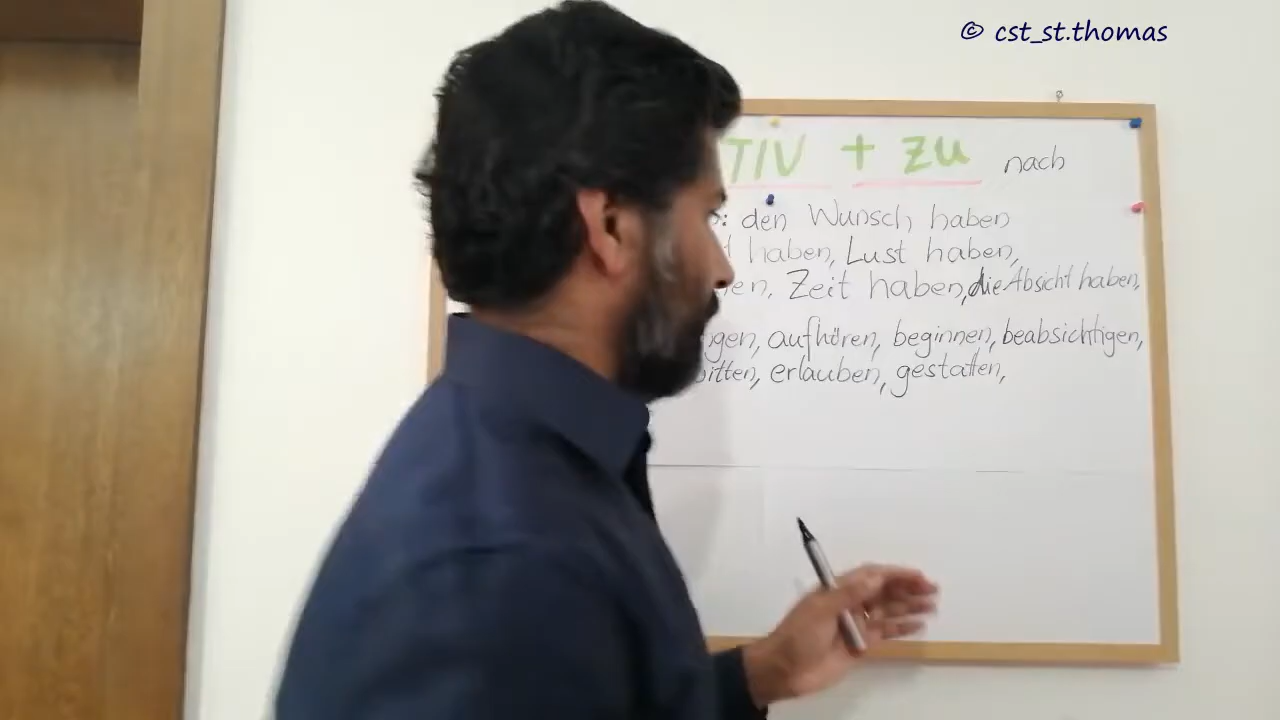 © cst_st.thomas
TIV + ZU nach
: den Wunsch haben
haben, Lust haben,
en, Zeit haben, die Absicht haben,
gen, aufhören, beginnen, beabsichtigen,
bitten, erlauben, gestatten,